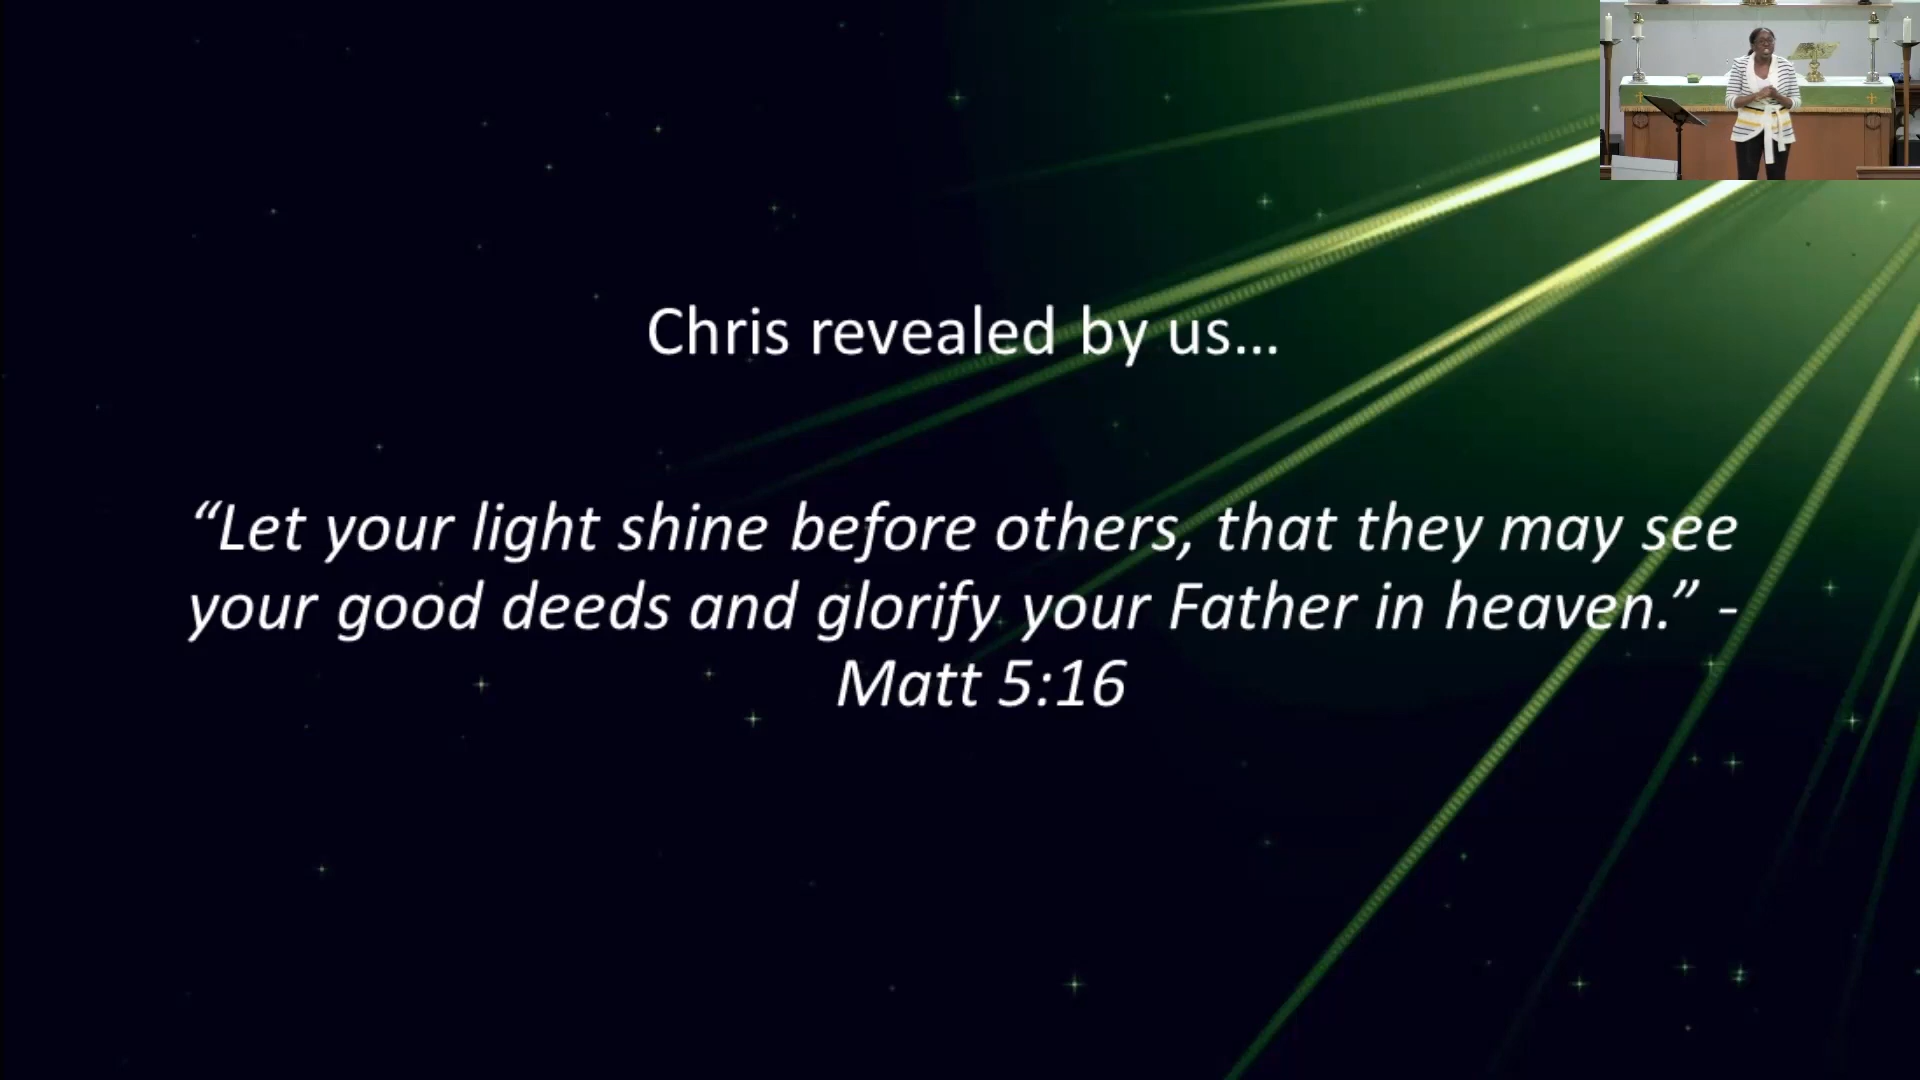 Chris revealed by us...
“Let your light shine before others, that they may see
your good deeds and glorify your Father in heaven.” -
Matt 5:16